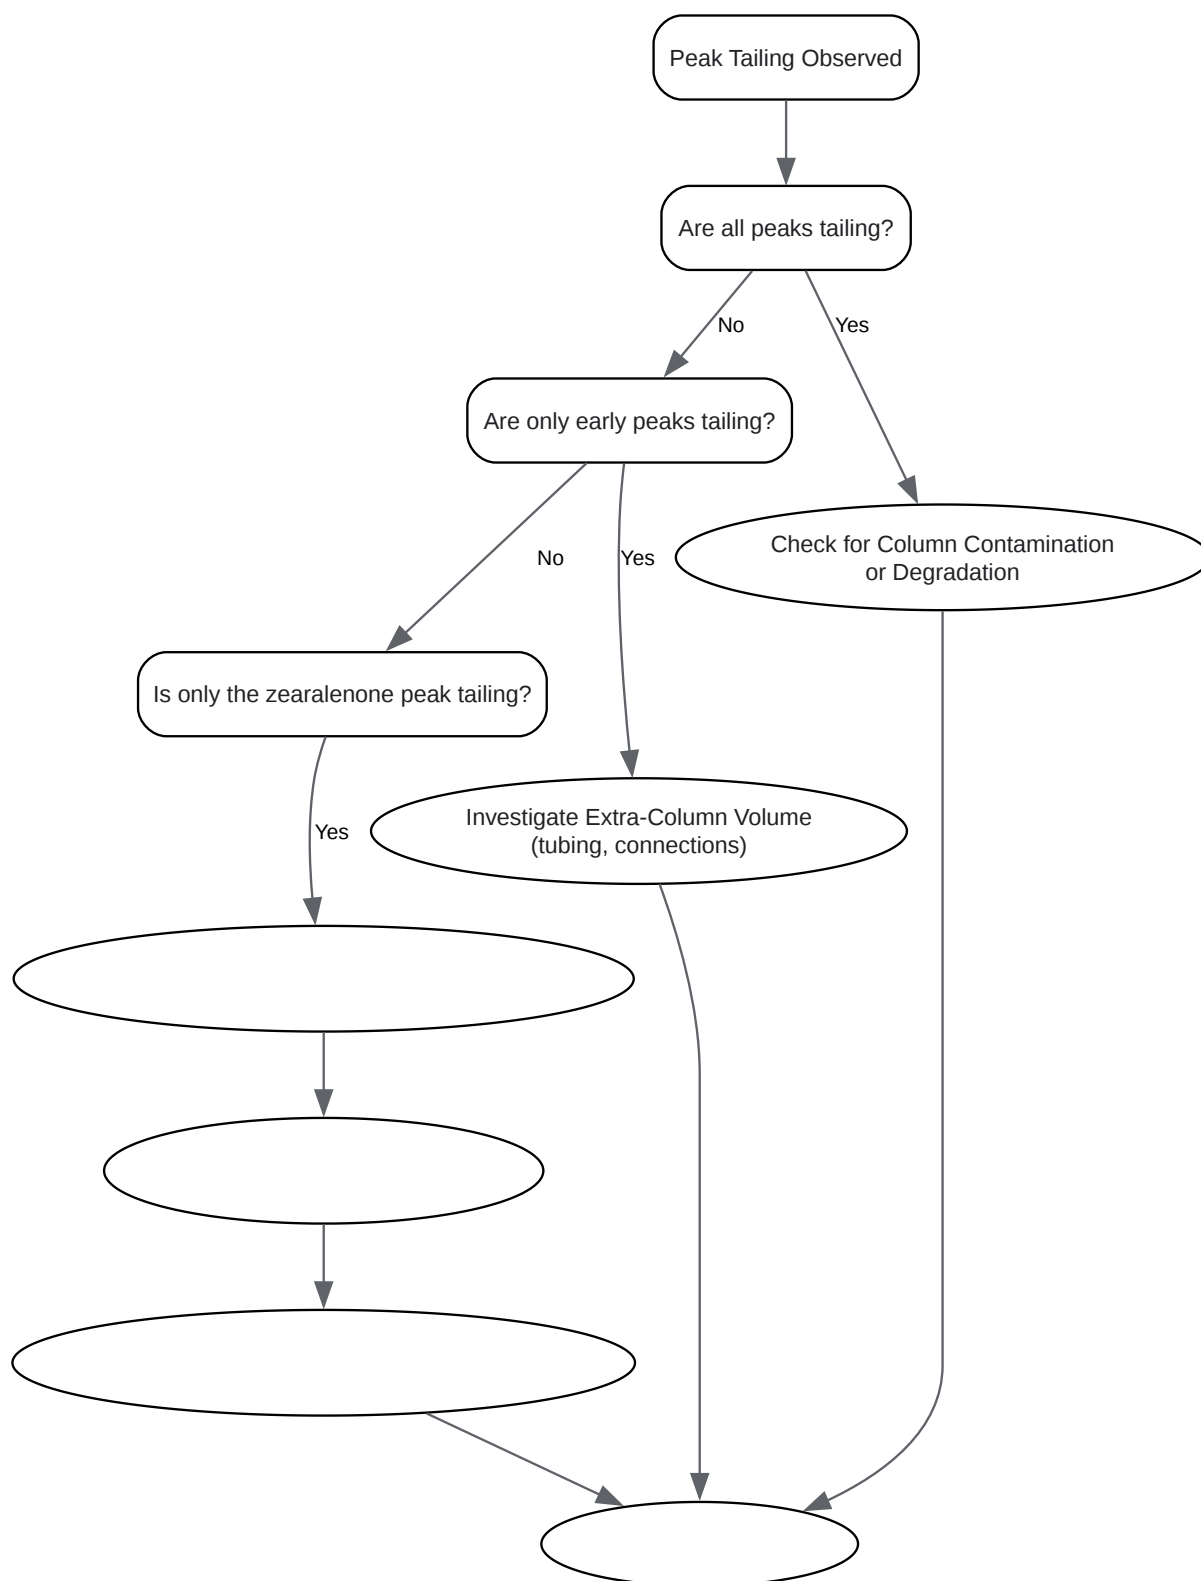 Peak Tailing Observed
Are all peaks tailing?
No
Yes
Are only early peaks tailing?
Check for Column Contamination
or Degradation
No
Yes
Is only the zearalenone peak tailing?
Investigate Extra-Column Volume
(tubing, connections)
Yes